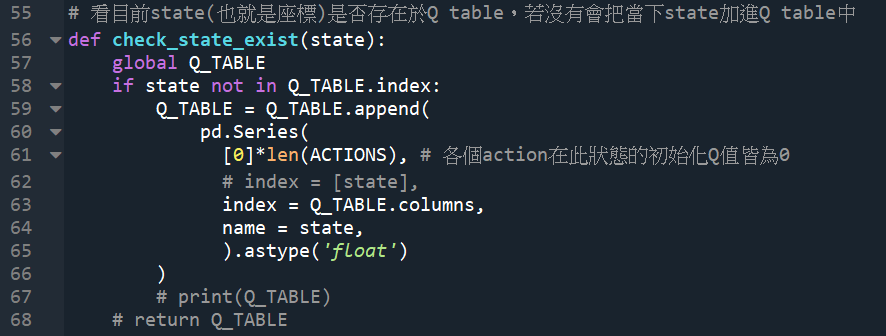 55 # 看目前state(也就是座標)是否存在於Q table，若沒有會把當下state加進Q table中
56 def check_state_exist(state):
57 global Q_TABLE
58 if state not in Q_TABLE.index:
59 Q_TABLE = Q_TABLE.append(
60 pd.Series(
61 [0]*len(ACTIONS), # 各個action在此狀態的初始化Q值皆為0
62 # index = [state],
63 index = Q_TABLE.columns,
64 name = state,
65 ).astype('float')
66 )
67 # print(Q_TABLE)
68 # return Q_TABLE